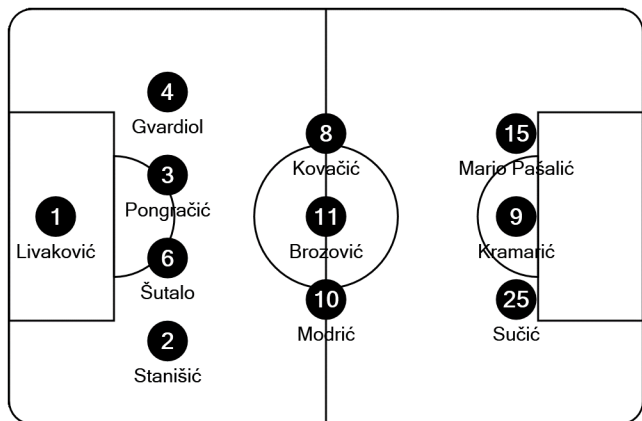 4
Gvardiol
8
Kovačić
15
Mario Pašalić
3
Pongračić
1
Livaković
11
Brozović
9
Kramarić
6
Šutalo
10
Modrić
25
Sučić
2
Stanišić